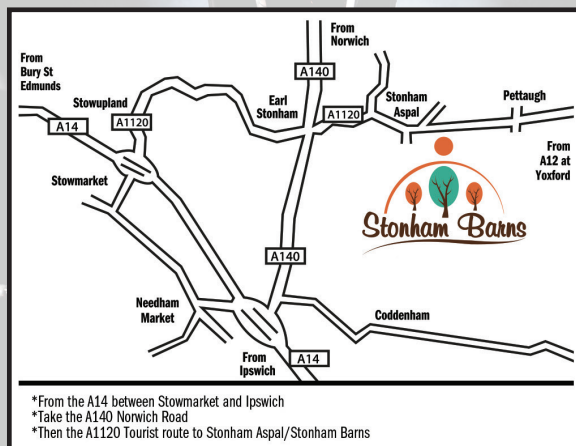 From
Norwich
From
Bury St
Edmunds
A140
Stowupland
Earl
Stonham
Stonham
Aspal
Pettaugh
A14
A1120
A1120
From
A12 at
Yoxford
Stowmarket
Stonham Barns
A140
Needham
Market
Coddenham
From
Ipswich
A14
*From the A14 between Stowmarket and Ipswich
*Take the A140 Norwich Road
*Then the A1120 Tourist route to Stonham Aspal/Stonham Barns